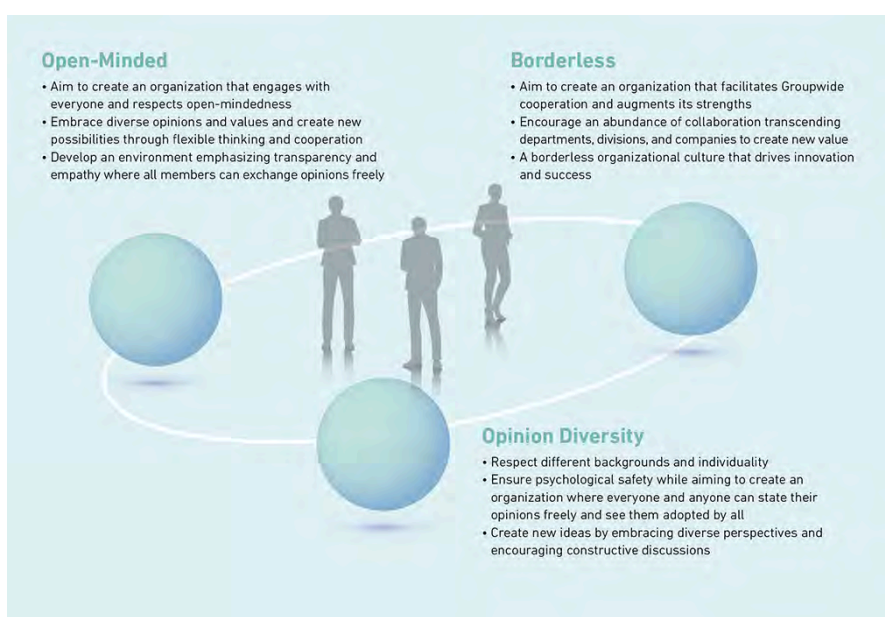 Open-Minded
• Aim to create an organization that engages with
everyone and respects open-mindedness
• Embrace diverse opinions and values and create new
possibilities through flexible thinking and cooperation
• Develop an environment emphasizing transparency and
empathy where all members can exchange opinions freely
Borderless
• Aim to create an organization that facilitates Groupwide
cooperation and augments its strengths
• Encourage an abundance of collaboration transcending
departments, divisions, and companies to create new value
• A borderless organizational culture that drives innovation
and success
Opinion Diversity
• Respect different backgrounds and individuality
• Ensure psychological safety while aiming to create an
organization where everyone and anyone can state their
opinions freely and see them adopted by all
• Create new ideas by embracing diverse perspectives and
encouraging constructive discussions